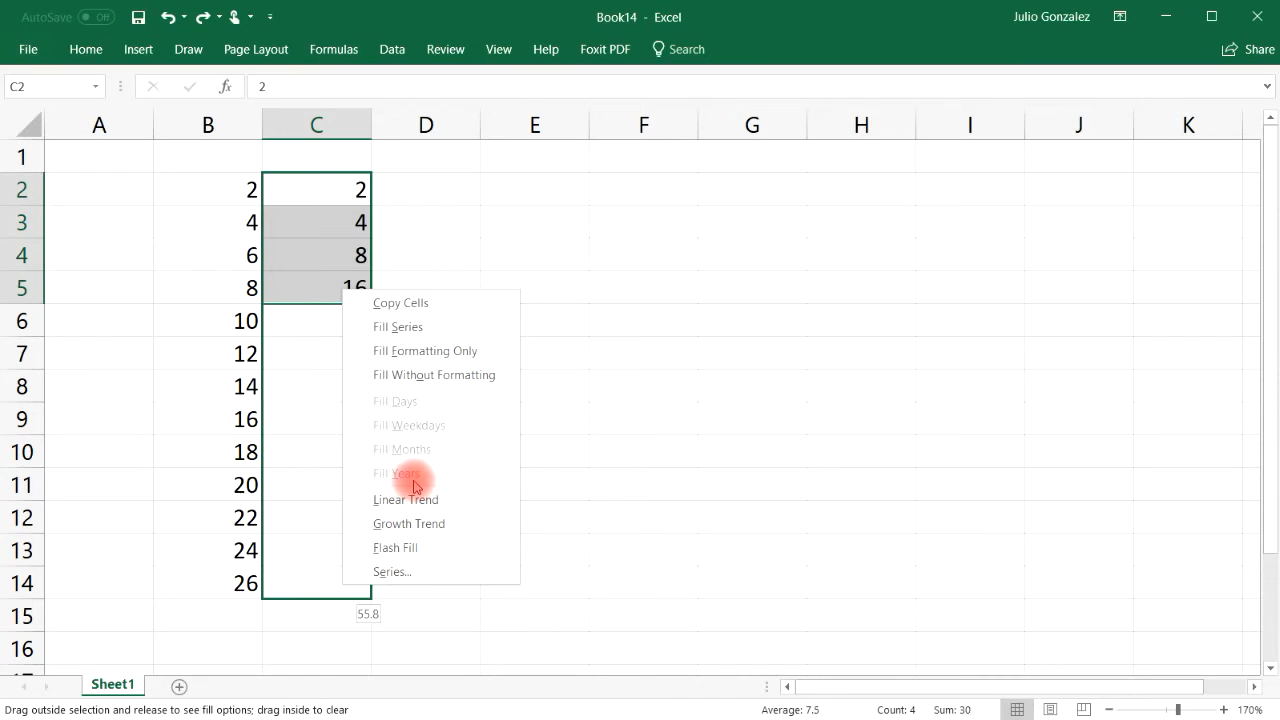 AutoSave Off Book14 - Excel Julio Gonzalez
File Home Insert Draw Page Layout Formulas Data Review View Help Foxit PDF Search Share
C2 fx 2
A B C D E F G H I J K
1
2 2 2
3 4 4
4 6 8
5 8 16
6 10
7 12
8 14
9 16
10 18
11 20
12 22
13 24
14 26
15
16
Copy Cells
Fill Series
Fill Formatting Only
Fill Without Formatting
Fill Days
Fill Weekdays
Fill Months
Fill Years
Linear Trend
Growth Trend
Flash Fill
Series...
55.8
Sheet1
Drag outside selection and release to see fill options; drag inside to clear Average: 7.5 Count: 4 Sum: 30 170%